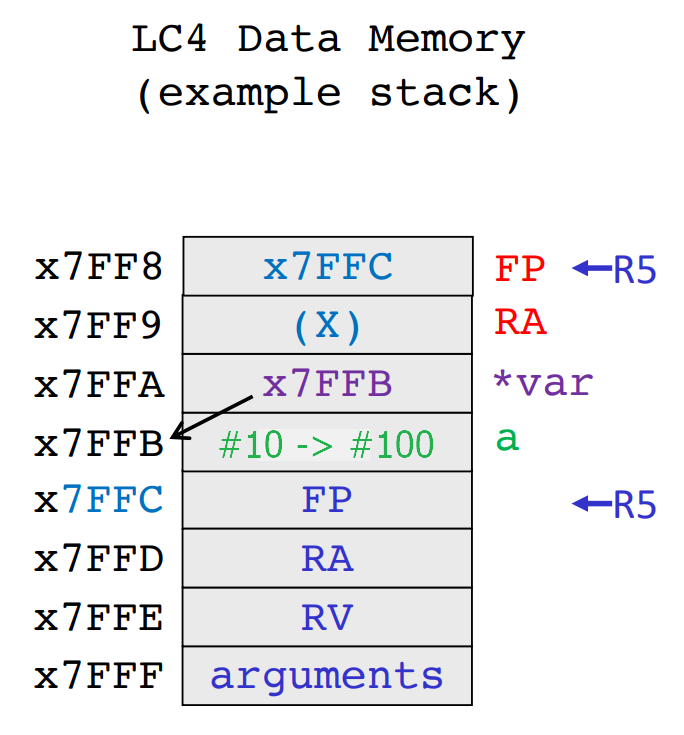 LC4 Data Memory
(example stack)
x7FF8 x7FFC FP R5
x7FF9 (X) RA
x7FFA x7FFB *var
x7FFB #10 -> #100 a
x7FFC FP R5
x7FFD RA
x7FFE RV
x7FFF arguments